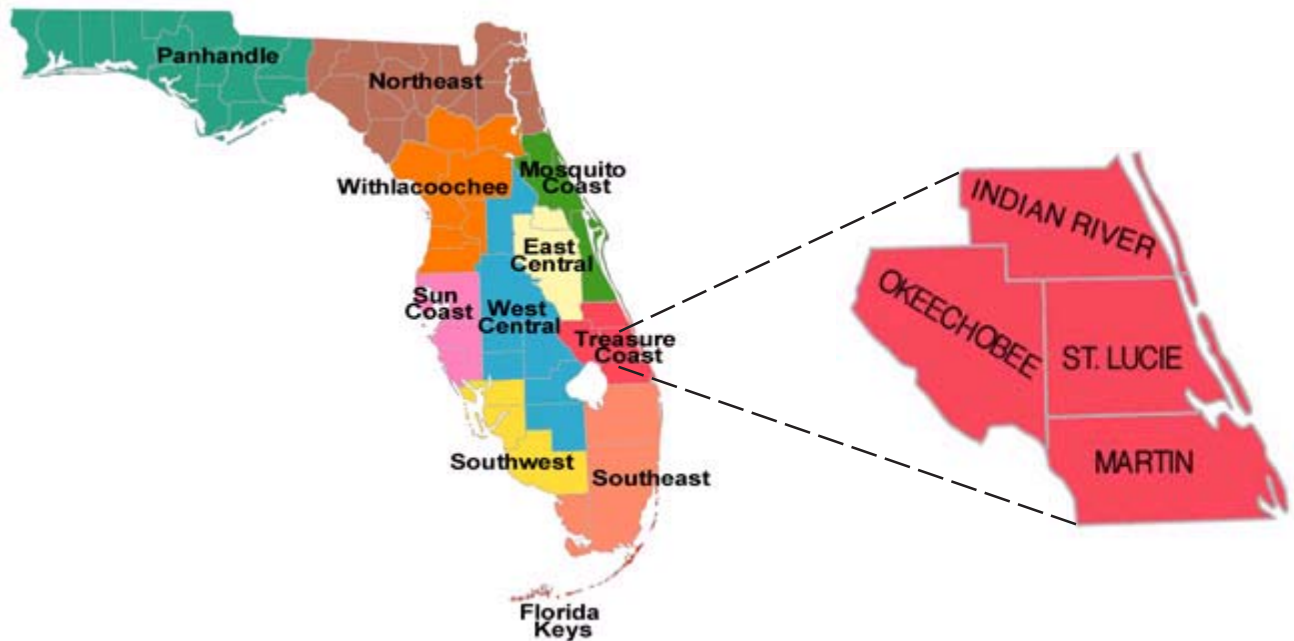 Panhandle
Northeast
Mosquito
Coast
Withlacoochee
East
Central
Sun
Coast
West
Central
Treasure
Coast
Southwest
Southeast
Florida
Keys
INDIAN RIVER
OKEECHOBEE
ST. LUCIE
MARTIN